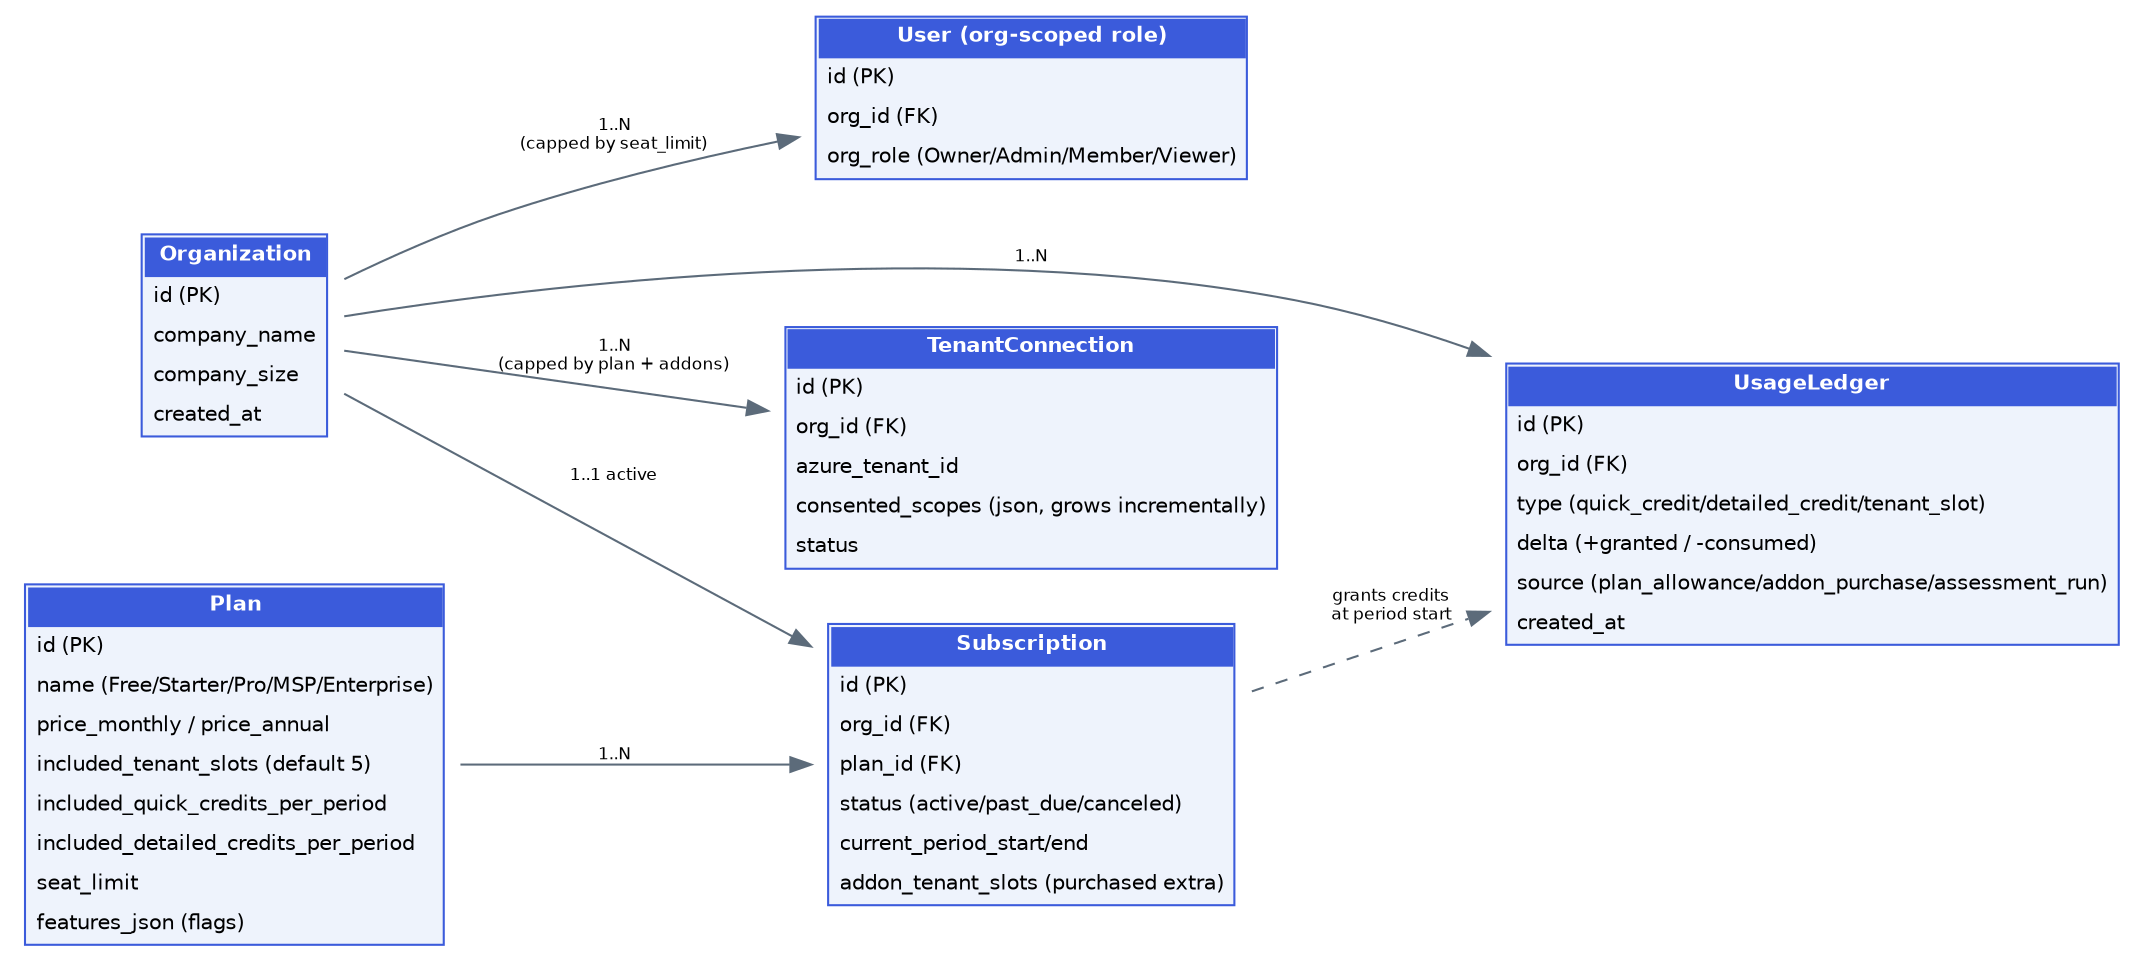 User (org-scoped role)
id (PK)
org_id (FK)
org_role (Owner/Admin/Member/Viewer)
1..N
(capped by seat_limit)
Organization
id (PK)
company_name
company_size
created_at
1..N
1..N
(capped by plan + addons)
TenantConnection
id (PK)
org_id (FK)
azure_tenant_id
consented_scopes (json, grows incrementally)
status
UsageLedger
id (PK)
org_id (FK)
type (quick_credit/detailed_credit/tenant_slot)
delta (+granted / -consumed)
source (plan_allowance/addon_purchase/assessment_run)
created_at
1..1 active
Plan
id (PK)
name (Free/Starter/Pro/MSP/Enterprise)
price_monthly / price_annual
included_tenant_slots (default 5)
included_quick_credits_per_period
included_detailed_credits_per_period
seat_limit
features_json (flags)
1..N
Subscription
id (PK)
org_id (FK)
plan_id (FK)
status (active/past_due/canceled)
current_period_start/end
addon_tenant_slots (purchased extra)
grants credits
at period start